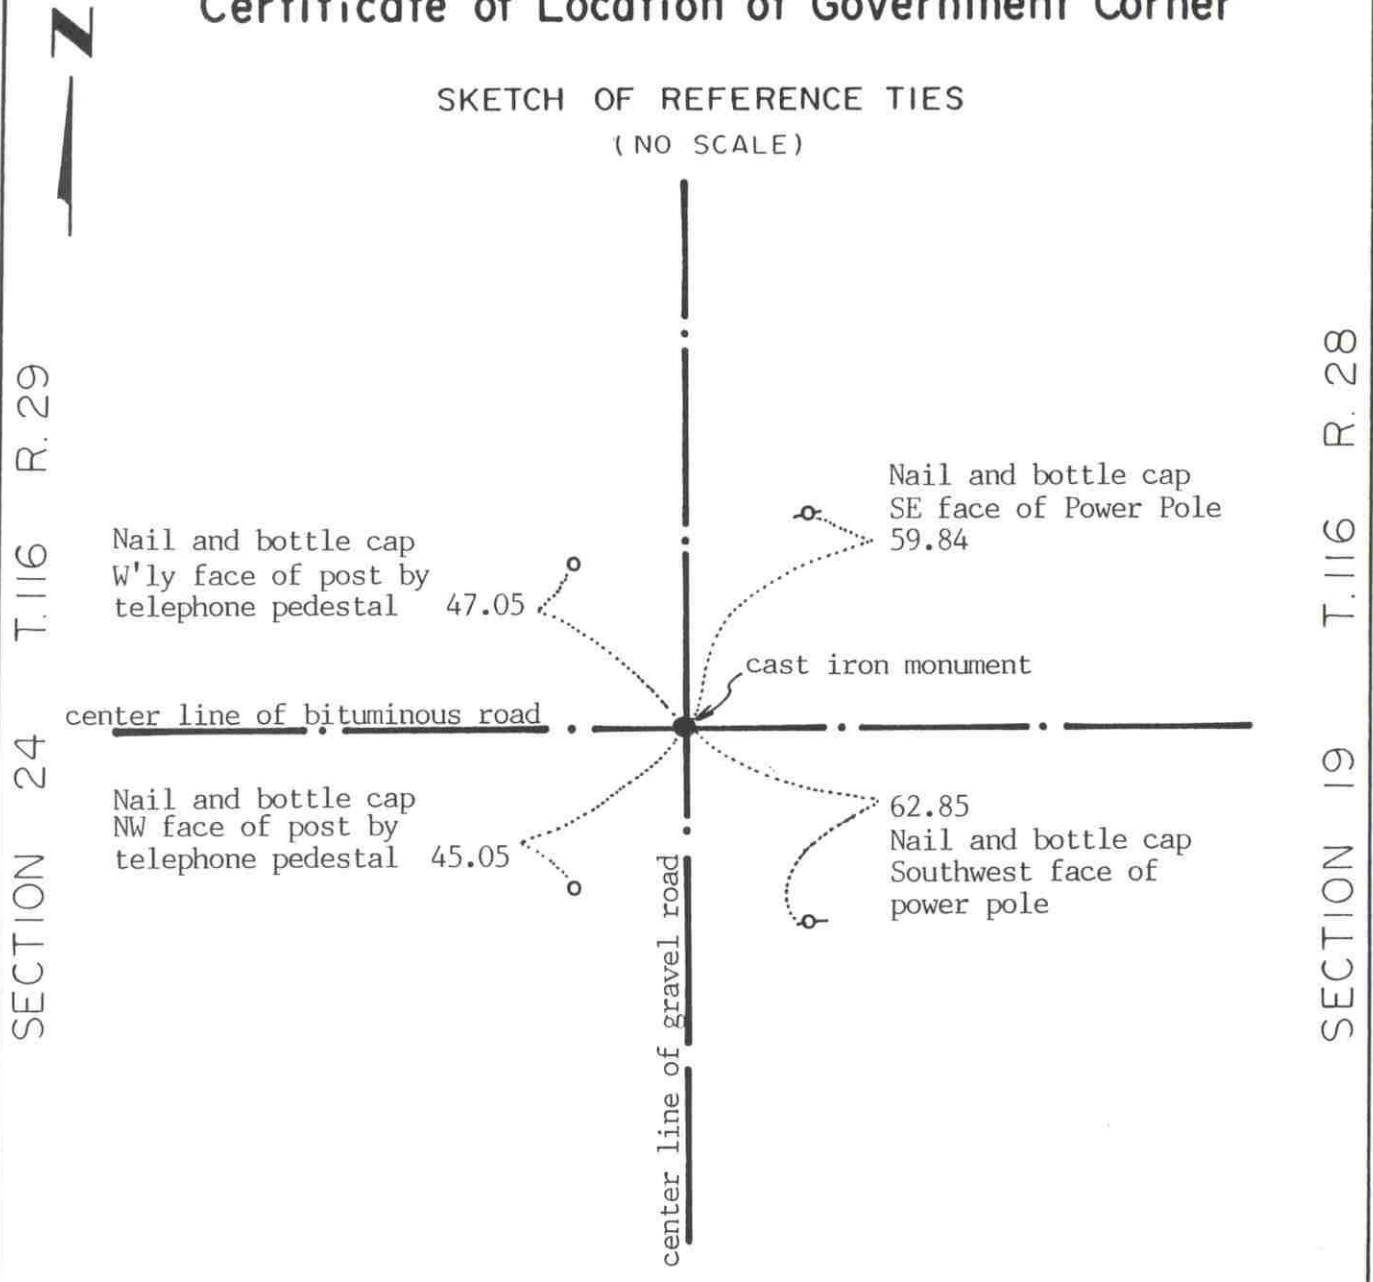 Certificate of Location of Government Corner
N
SKETCH OF REFERENCE TIES
(NO SCALE)
SECTION 24 T.116 R.29
SECTION 19 T.116 R.28
Nail and bottle cap
SE face of Power Pole
59.84
Nail and bottle cap
W'ly face of post by
telephone pedestal 47.05
cast iron monument
center line of bituminous road
Nail and bottle cap
NW face of post by
telephone pedestal 45.05
62.85
Nail and bottle cap
Southwest face of
power pole
center line of gravel road